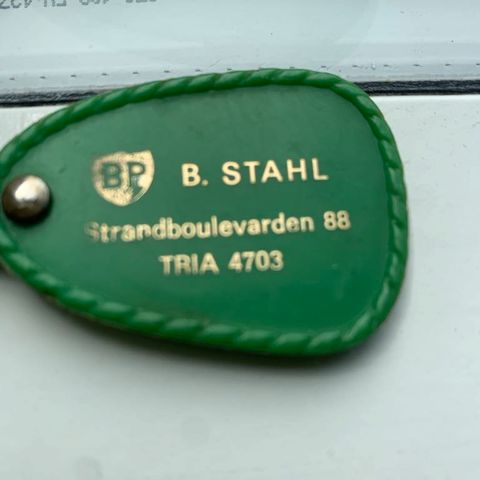 BP
B. STAHL
Strandboulevarden 88
TRIA 4703